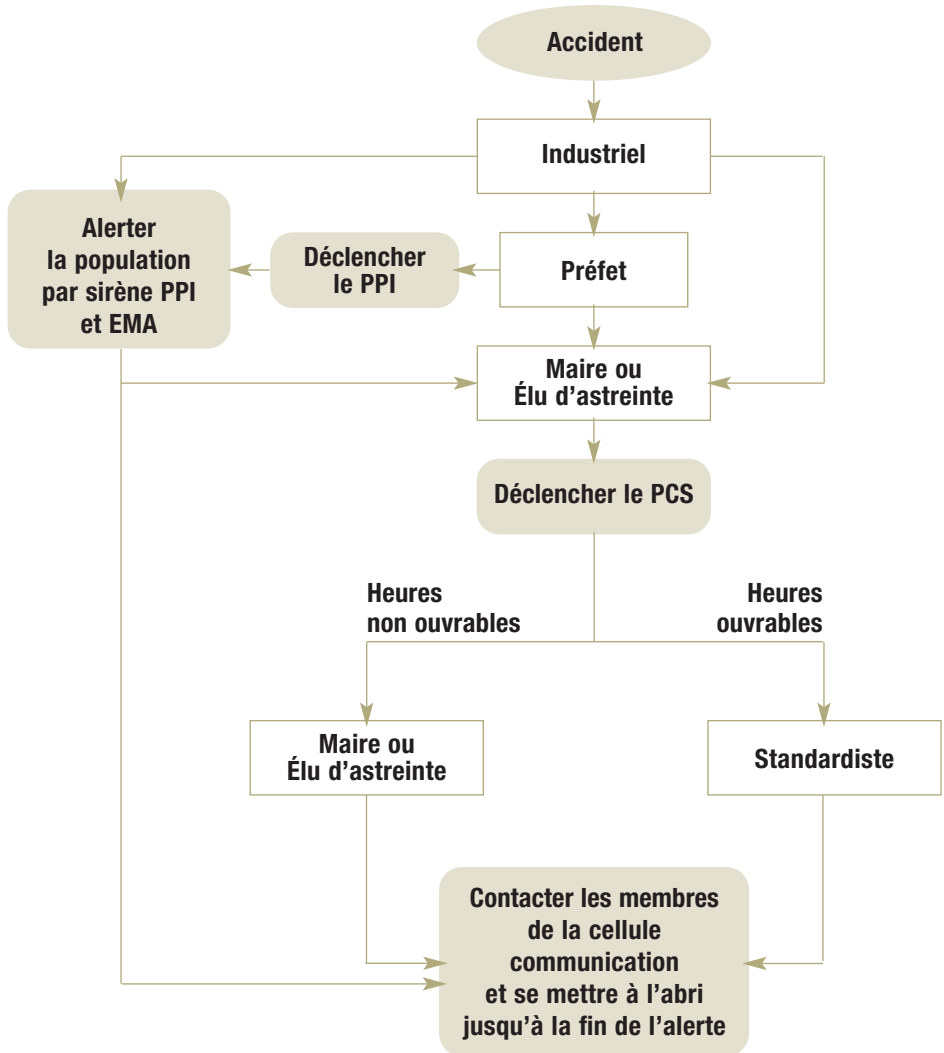 Accident
Industriel
Alerter
la population
par sirène PPI
et EMA
Déclencher
le PPI
Préfet
Maire ou
Élu d’astreinte
Déclencher le PCS
Heures
non ouvrables
Heures
ouvrables
Maire ou
Élu d’astreinte
Standardiste
Contacter les membres
de la cellule
communication
et se mettre à l’abri
jusqu’à la fin de l’alerte